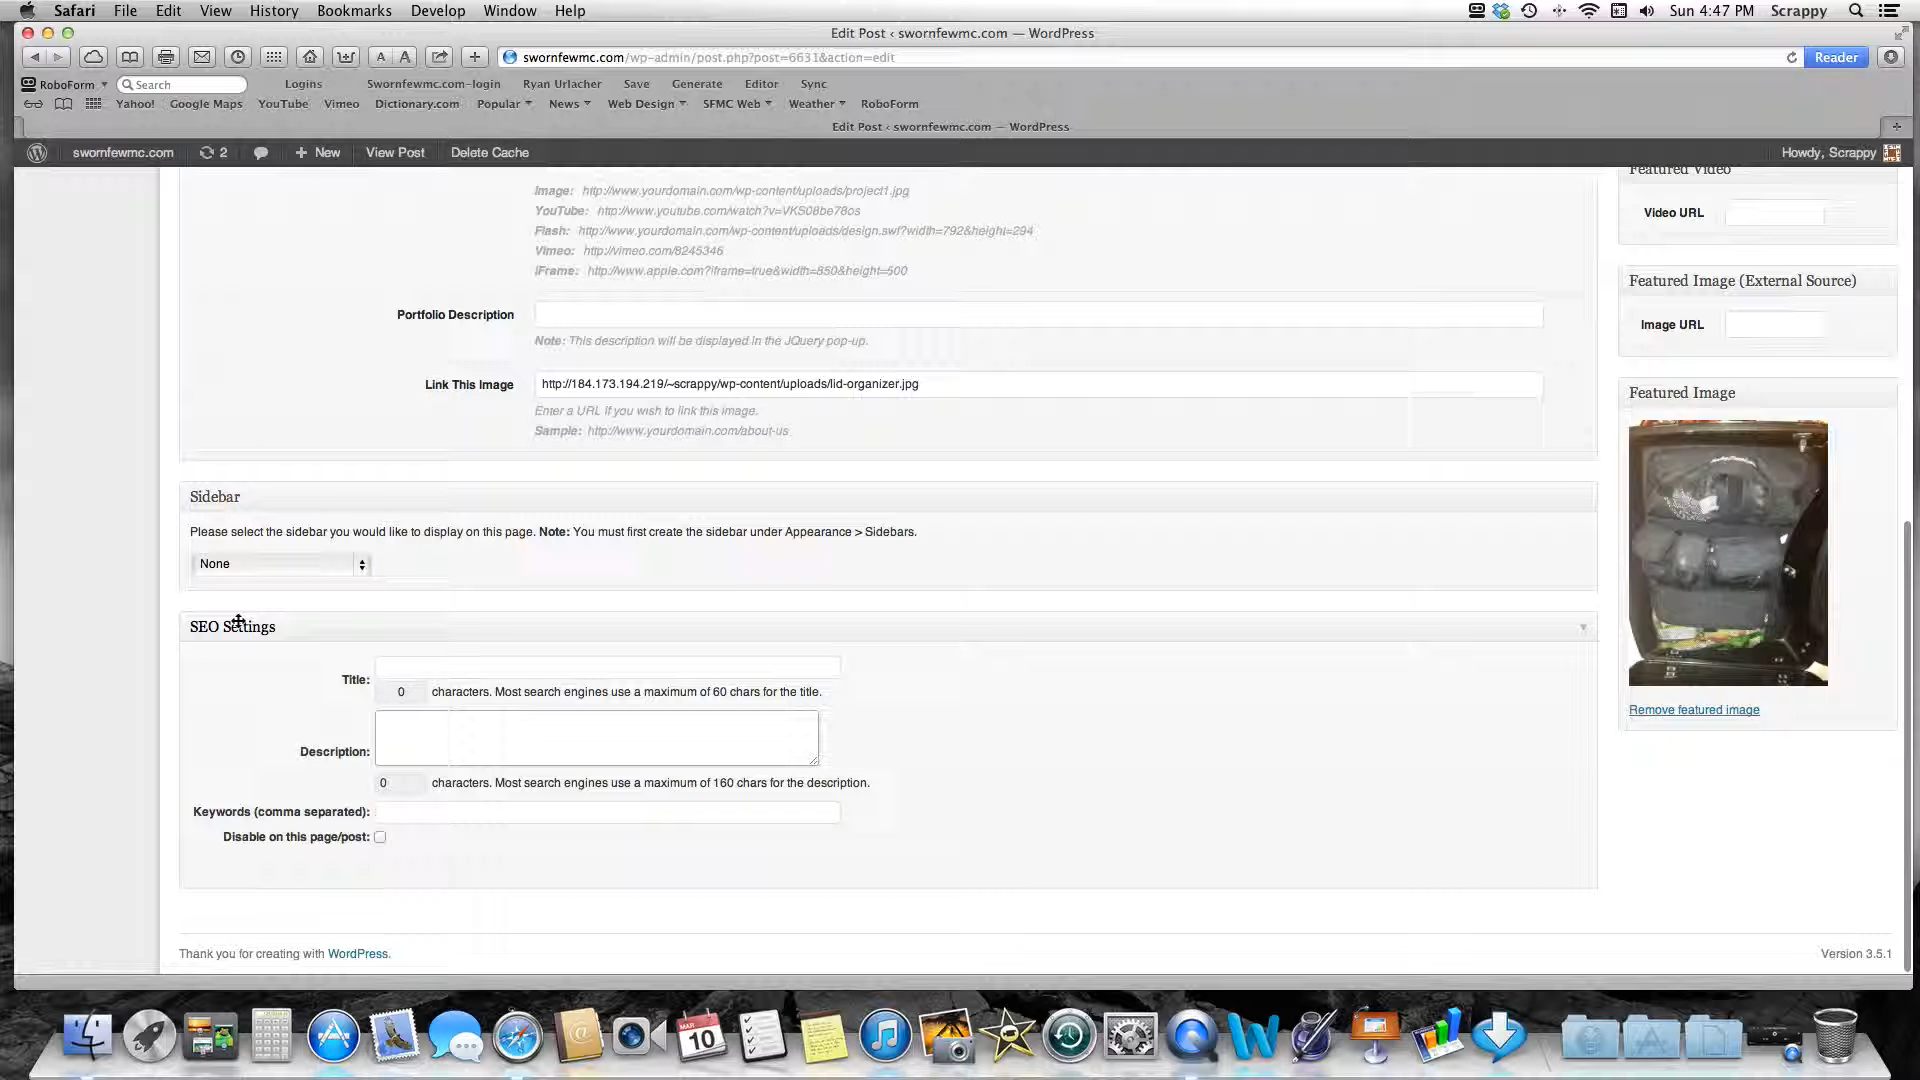 Safari File Edit View History Bookmarks Develop Window Help Sun 4:47 PM Scrappy
Edit Post ‹ swornfewmc.com — WordPress
swornfewmc.com/wp-admin/post.php?post=6631&action=edit Reader
RoboForm Search Logins Swornfewmc.com-login Ryan Urlacher Save Generate Editor Sync
Yahoo! Google Maps YouTube Vimeo Dictionary.com Popular News Web Design SFMC Web Weather RoboForm
Edit Post ‹ swornfewmc.com — WordPress
swornfewmc.com 2 + New View Post Delete Cache Howdy, Scrappy
Image: http://www.yourdomain.com/wp-content/uploads/project1.jpg
YouTube: http://www.youtube.com/watch?v=VKS08be78os
Flash: http://www.yourdomain.com/wp-content/uploads/design.swf?width=792&height=294
Vimeo: http://vimeo.com/8245346
iFrame: http://www.apple.com?iframe=true&width=850&height=500
Portfolio Description
Note: This description will be displayed in the JQuery pop-up.
Link This Image http://184.173.194.219/~scrappy/wp-content/uploads/lid-organizer.jpg
Enter a URL if you wish to link this image.
Sample: http://www.yourdomain.com/about-us
Sidebar
Please select the sidebar you would like to display on this page. Note: You must first create the sidebar under Appearance > Sidebars.
None
SEO Settings
Title:
0 characters. Most search engines use a maximum of 60 chars for the title.
Description:
0 characters. Most search engines use a maximum of 160 chars for the description.
Keywords (comma separated):
Disable on this page/post:
Featured Video
Video URL
Featured Image (External Source)
Image URL
Featured Image
Remove featured image
Thank you for creating with WordPress. Version 3.5.1
MAR
10